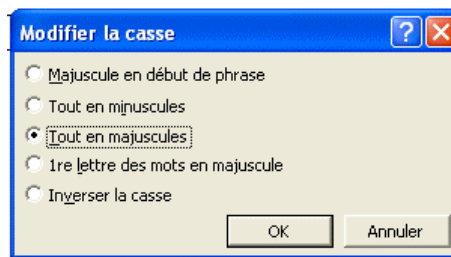 Modifier la casse
Majuscule en début de phrase
Tout en minuscules
Tout en majuscules
1re lettre des mots en majuscule
Inverser la casse
OK Annuler